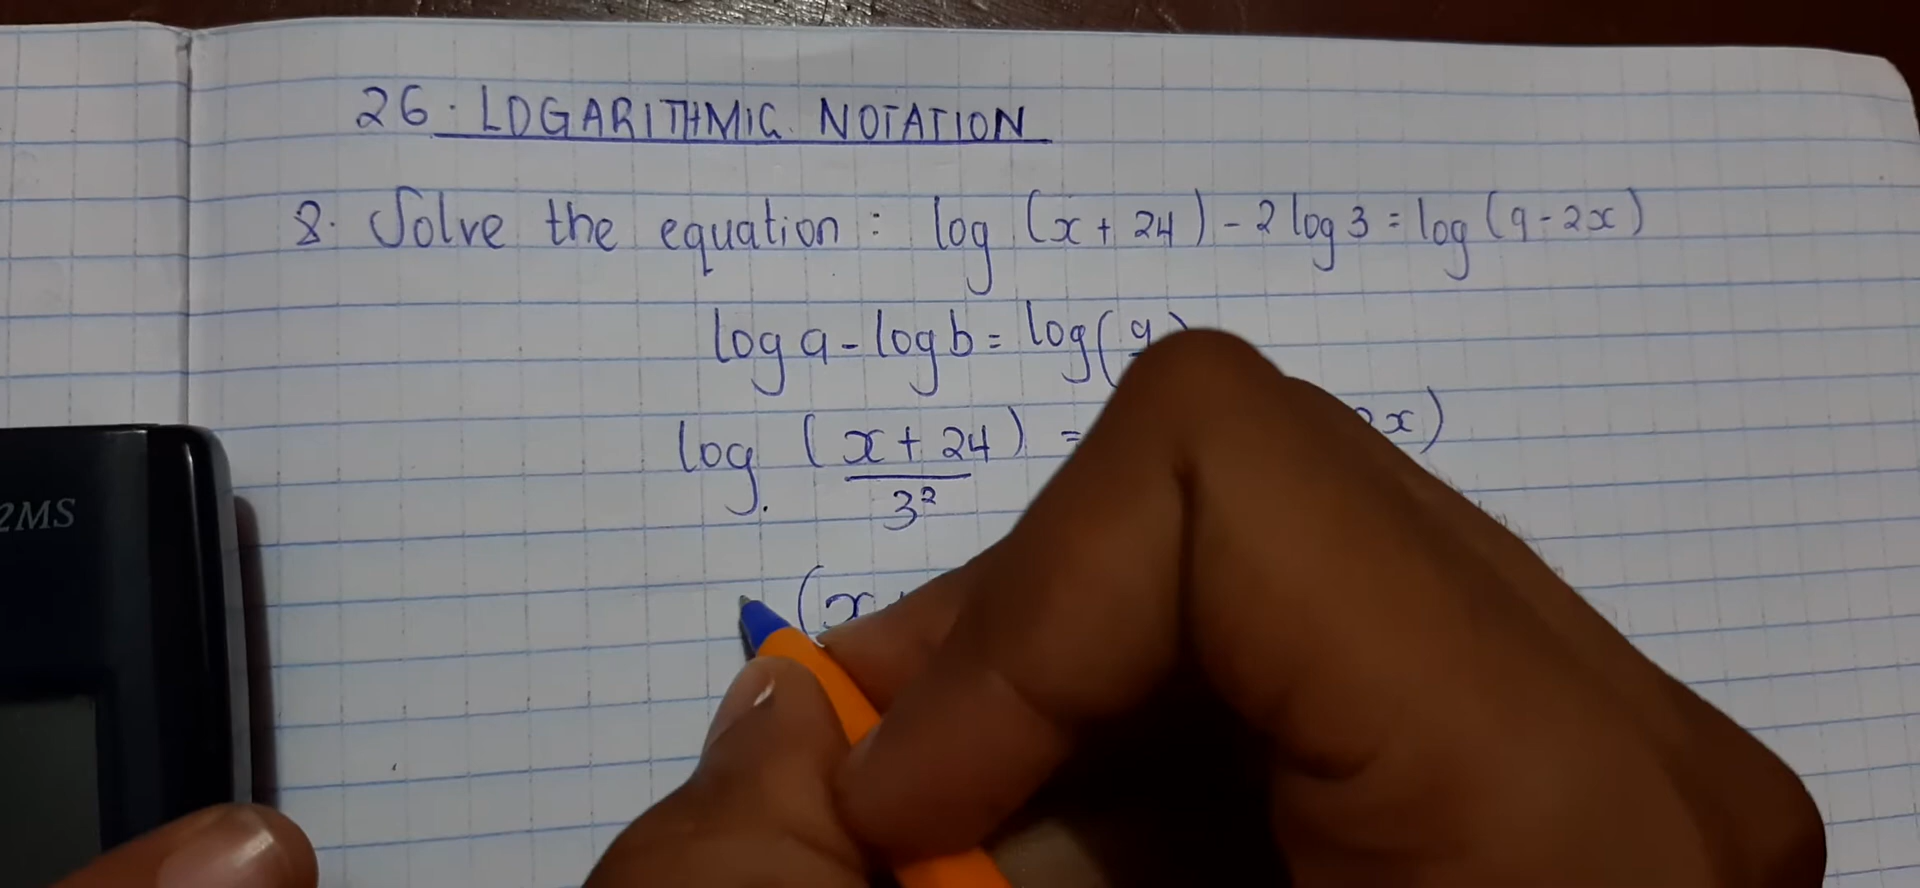 26. LOGARITHMIC NOTATION
8. Solve the equation: log (x + 24) - 2 log 3 = log (9 - 2x)
log a - log b = log (a
log (x + 24) = x)
3²
(x
2MS